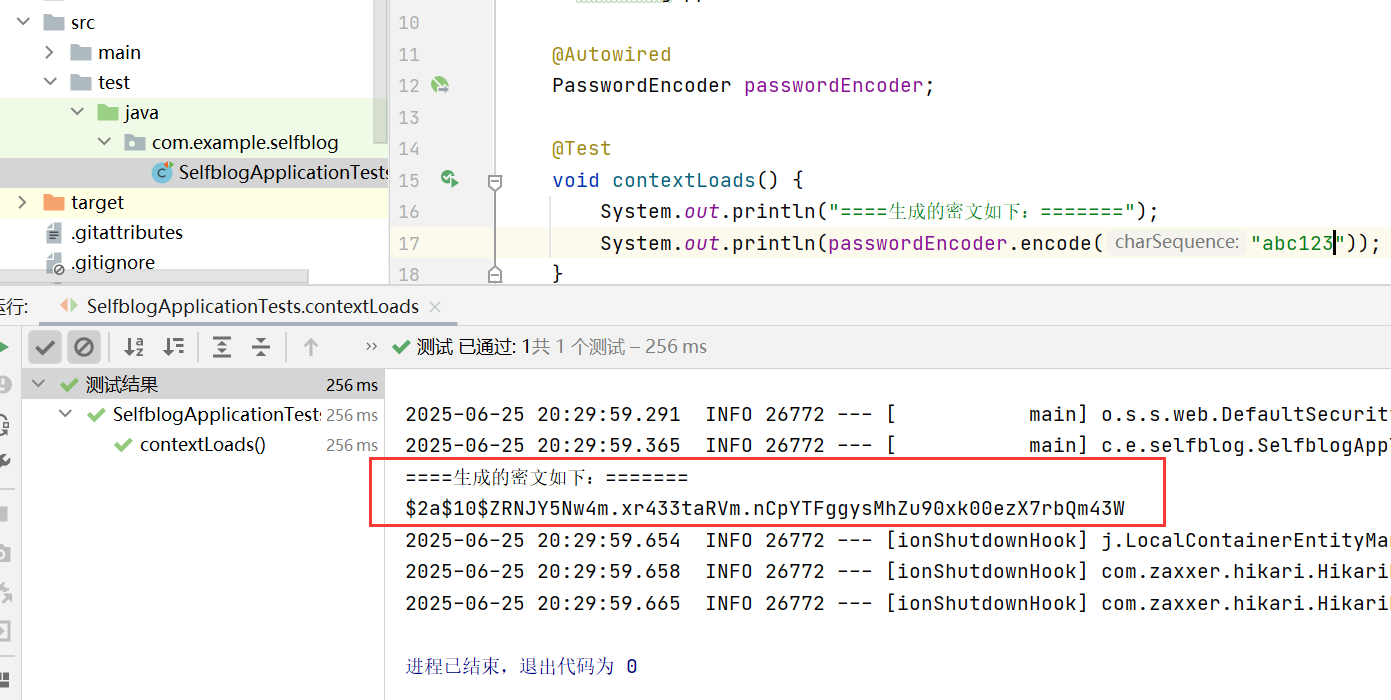 src
main
test
java
com.example.selfblog
SelfblogApplicationTests
target
.gitattributes
.gitignore
10
11 @Autowired
12 PasswordEncoder passwordEncoder;
13
14 @Test
15 void contextLoads() {
16 System.out.println("====生成的密文如下：=======");
17 System.out.println(passwordEncoder.encode( charSequence: "abc123"));
18 }
运行: SelfblogApplicationTests.contextLoads
测试 已通过: 1共 1 个测试 – 256 ms
测试结果 256 ms
SelfblogApplicationTests 256 ms
contextLoads() 256 ms
2025-06-25 20:29:59.291 INFO 26772 --- [ main] o.s.s.web.DefaultSecurit
2025-06-25 20:29:59.365 INFO 26772 --- [ main] c.e.selfblog.SelfblogAppl
====生成的密文如下：=======
$2a$10$ZRNJY5Nw4m.xr433taRVm.nCpYTFggysMhZu90xk00ezX7rbQm43W
2025-06-25 20:29:59.654 INFO 26772 --- [ionShutdownHook] j.LocalContainerEntityMa
2025-06-25 20:29:59.658 INFO 26772 --- [ionShutdownHook] com.zaxxer.hikari.Hikari
2025-06-25 20:29:59.665 INFO 26772 --- [ionShutdownHook] com.zaxxer.hikari.Hikari
进程已结束，退出代码为 0